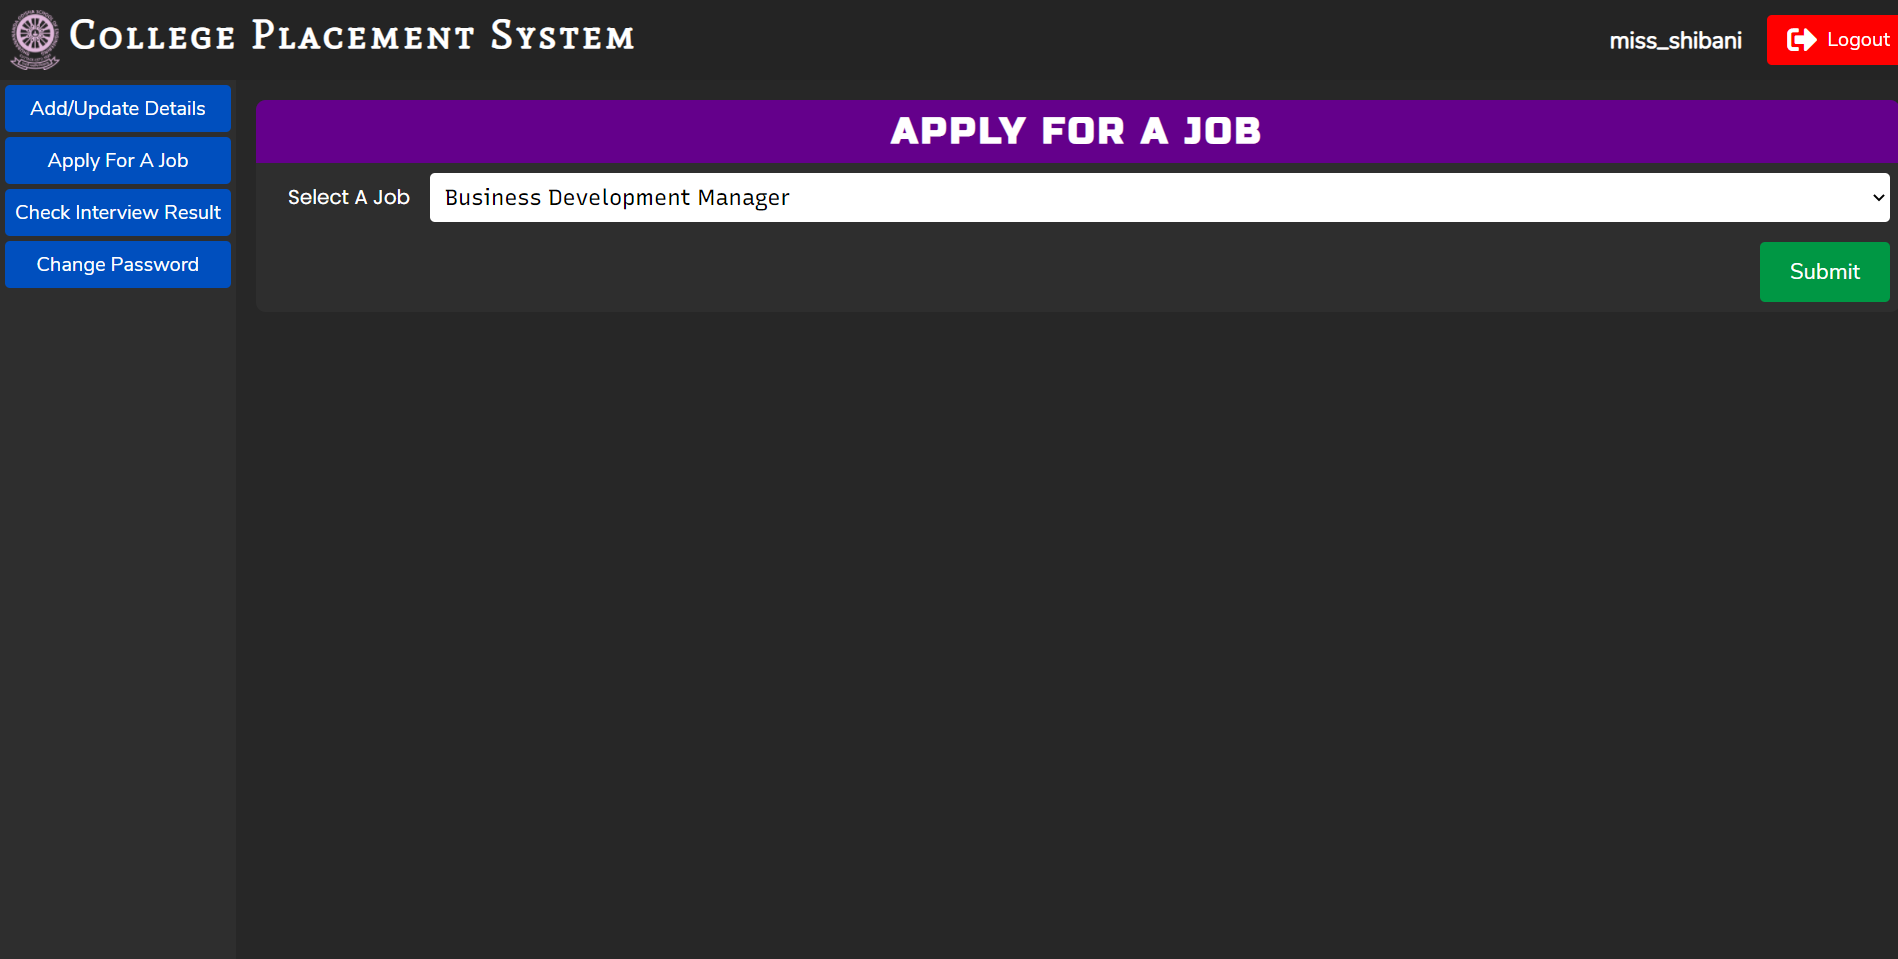 College Placement System
miss_shibani
Logout
Add/Update Details
Apply For A Job
Check Interview Result
Change Password
APPLY FOR A JOB
Select A Job
Business Development Manager
Submit